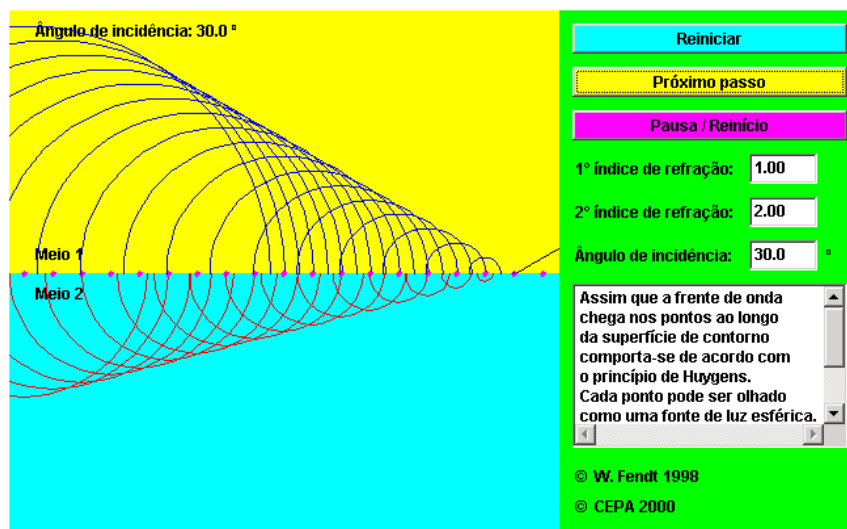 Ângulo de incidência: 30.0 °
Meio 1
Meio 2
Reiniciar
Próximo passo
Pausa / Reinício
1° índice de refração: 1.00
2° índice de refração: 2.00
Ângulo de incidência: 30.0 °
Assim que a frente de onda
chega nos pontos ao longo
da superfície de contorno
comporta-se de acordo com
o princípio de Huygens.
Cada ponto pode ser olhado
como uma fonte de luz esférica.
© W. Fendt 1998
© CEPA 2000